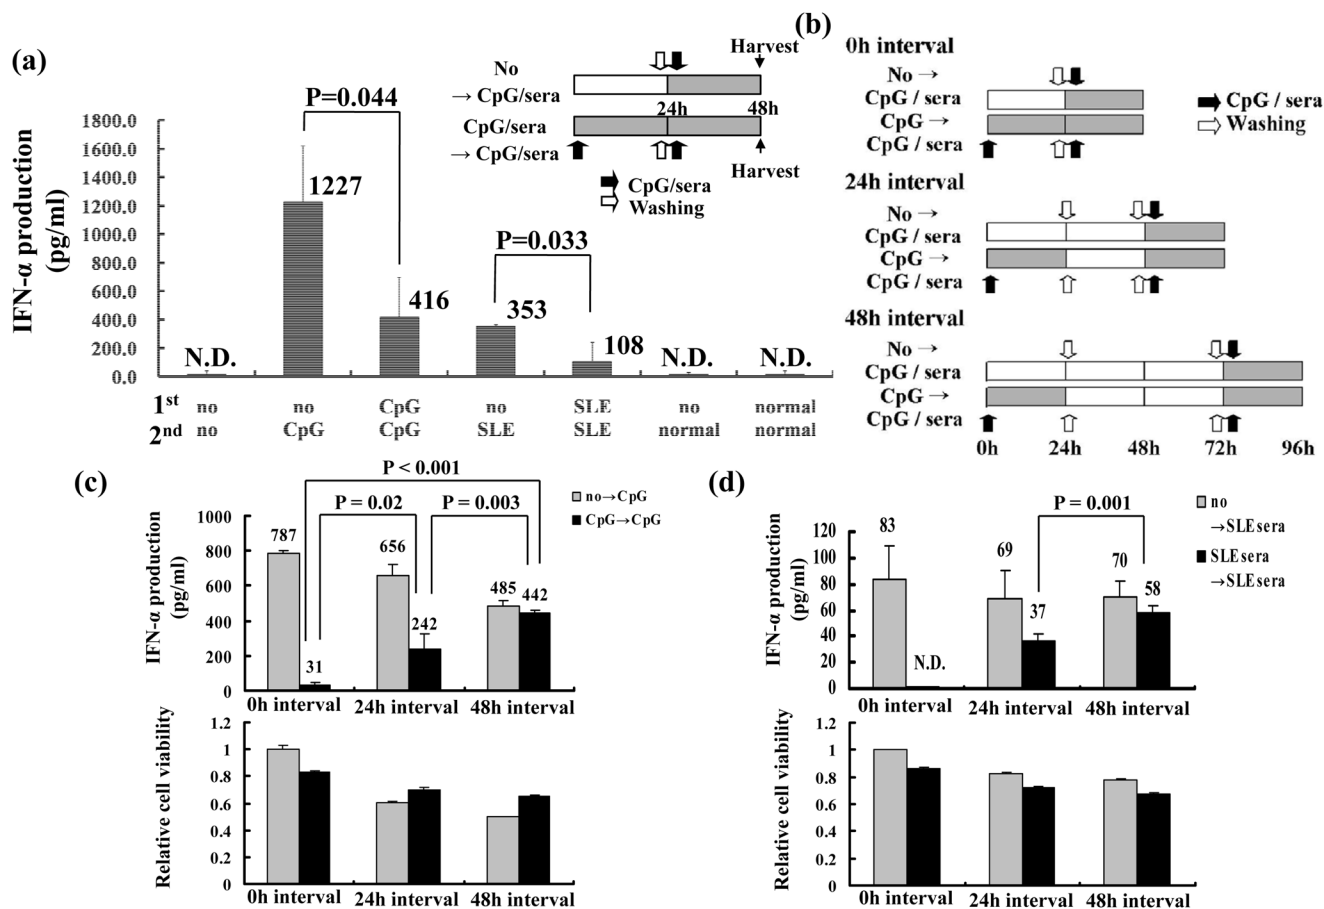 (a)
P=0.044
1800.0
1600.0
1400.0
1200.0
1000.0
800.0
600.0
400.0
200.0
0.0
IFN-α production
(pg/ml)
N.D.
1227
416
P=0.033
353
108
N.D.
N.D.
1st no no CpG no SLE no normal
2nd no CpG CpG SLE SLE normal normal
Harvest
No
→ CpG/sera
24h 48h
CpG/sera
→ CpG/sera
Harvest
CpG/sera
Washing
(b)
0h interval
No →
CpG / sera
CpG →
CpG / sera
CpG / sera
Washing
24h interval
No →
CpG / sera
CpG →
CpG / sera
48h interval
No →
CpG / sera
CpG →
CpG / sera
0h 24h 48h 72h 96h
(c)
P < 0.001
P = 0.02
P = 0.003
no→CpG
CpG→CpG
IFN-α production
(pg/ml)
1000
800
600
400
200
0
787
31
656
242
485
442
0h interval 24h interval 48h interval
Relative cell viability
1.2
1
0.8
0.6
0.4
0.2
0
0h interval 24h interval 48h interval
(d)
P = 0.001
no
→SLEsera
SLEsera
→SLEsera
IFN-α production
(pg/ml)
120
100
80
60
40
20
0
83
N.D.
69
37
70
58
0h interval 24h interval 48h interval
Relative cell viability
1.2
1
0.8
0.6
0.4
0.2
0
0h interval 24h interval 48h interval